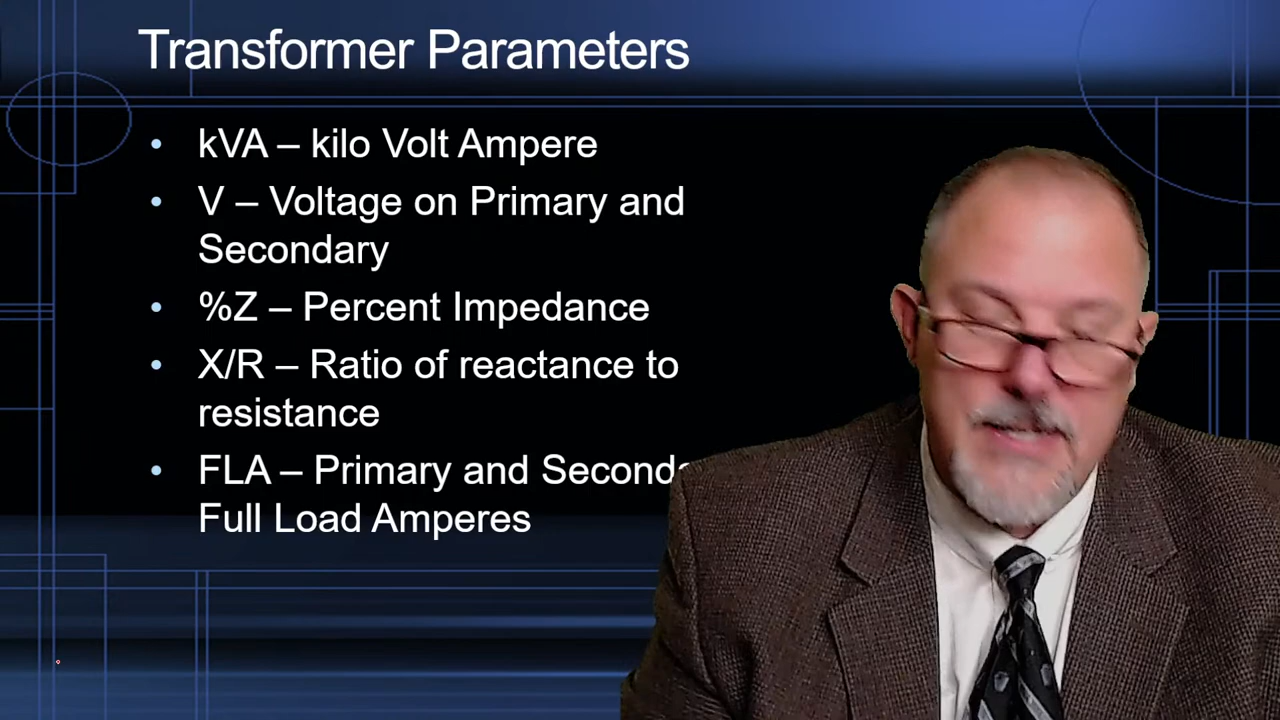 Transformer Parameters
• kVA – kilo Volt Ampere
• V – Voltage on Primary and
Secondary
• %Z – Percent Impedance
• X/R – Ratio of reactance to
resistance
• FLA – Primary and
Full Load Amperes